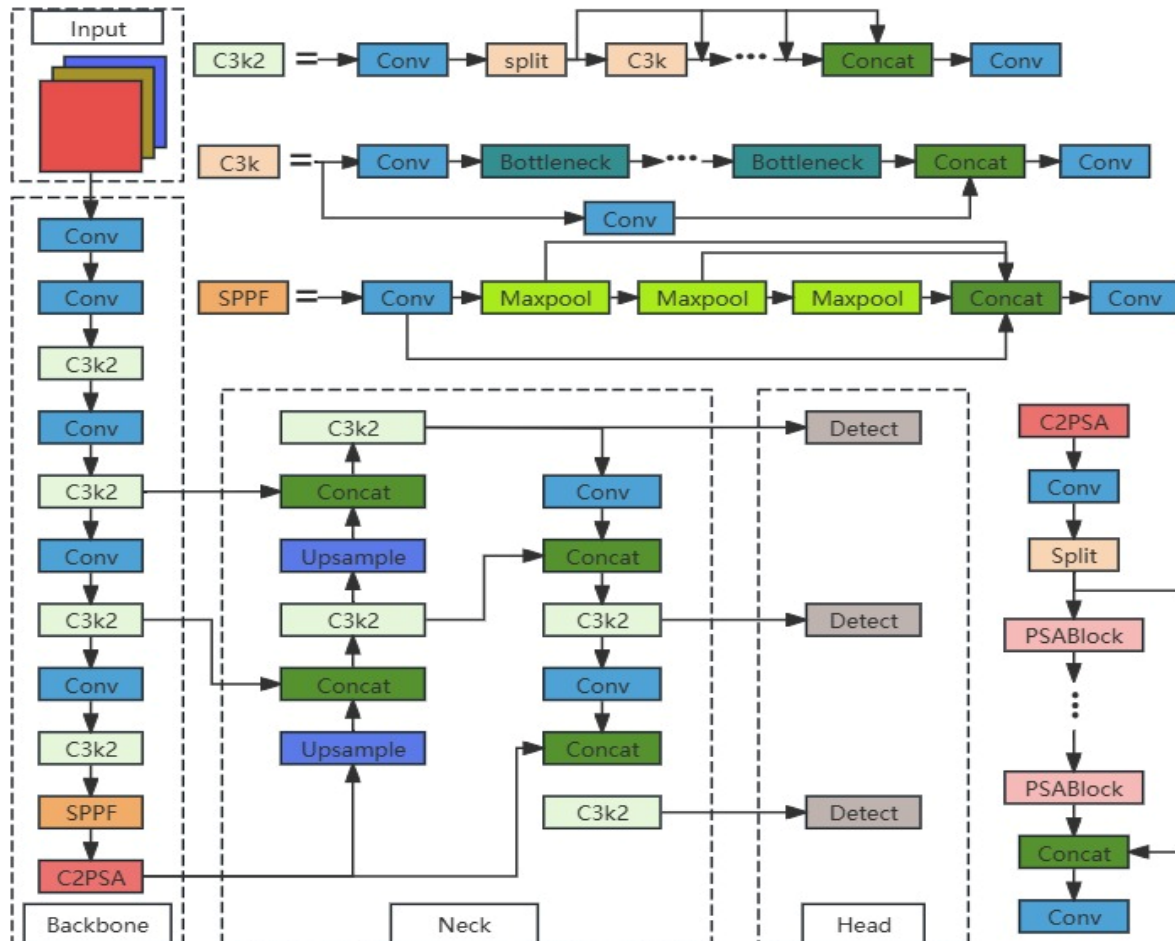 Input
C3k2 = Conv split C3k ... Concat Conv
C3k = Conv Bottleneck ... Bottleneck Concat Conv
Conv
SPPF = Conv Maxpool Maxpool Maxpool Concat Conv
Conv
Conv
C3k2
Conv
C3k2
Conv
C3k2
Conv
C3k2
SPPF
C2PSA
Backbone
C3k2
Concat
Upsample
C3k2
Concat
Upsample
Conv
Concat
C3k2
Conv
Concat
C3k2
Neck
Detect
Detect
Detect
Head
C2PSA
Conv
Split
PSABlock
...
PSABlock
Concat
Conv